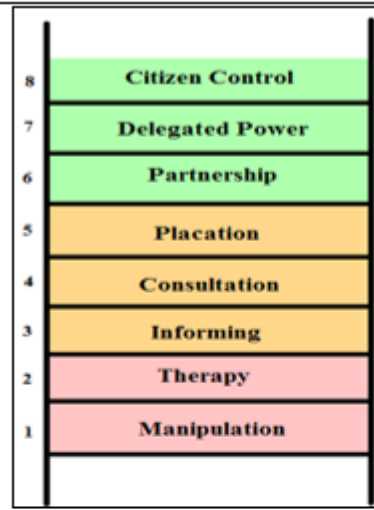 8 Citizen Control
7 Delegated Power
6 Partnership
5 Placation
4 Consultation
3 Informing
2 Therapy
1 Manipulation